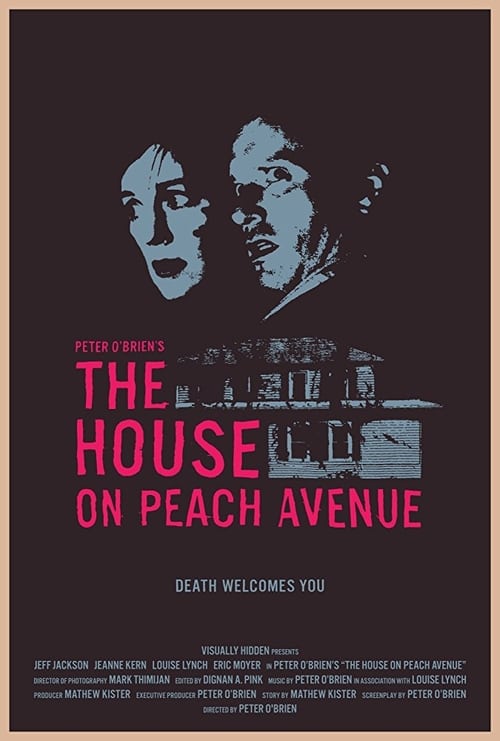 PETER O'BRIEN'S
THE
HOUSE
ON PEACH AVENUE
DEATH WELCOMES YOU
VISUALLY HIDDEN PRESENTS
JEFF JACKSON JEANNE KERN LOUISE LYNCH ERIC MOYER IN PETER O'BRIEN'S "THE HOUSE ON PEACH AVENUE"
DIRECTOR OF PHOTOGRAPHY MARK THIMIJAN EDITED BY DIGNAN A. PINK MUSIC BY PETER O'BRIEN IN ASSOCIATION WITH LOUISE LYNCH
PRODUCER MATHEW KISTER EXECUTIVE PRODUCER PETER O'BRIEN STORY BY MATHEW KISTER SCREENPLAY BY PETER O'BRIEN
DIRECTED BY PETER O'BRIEN